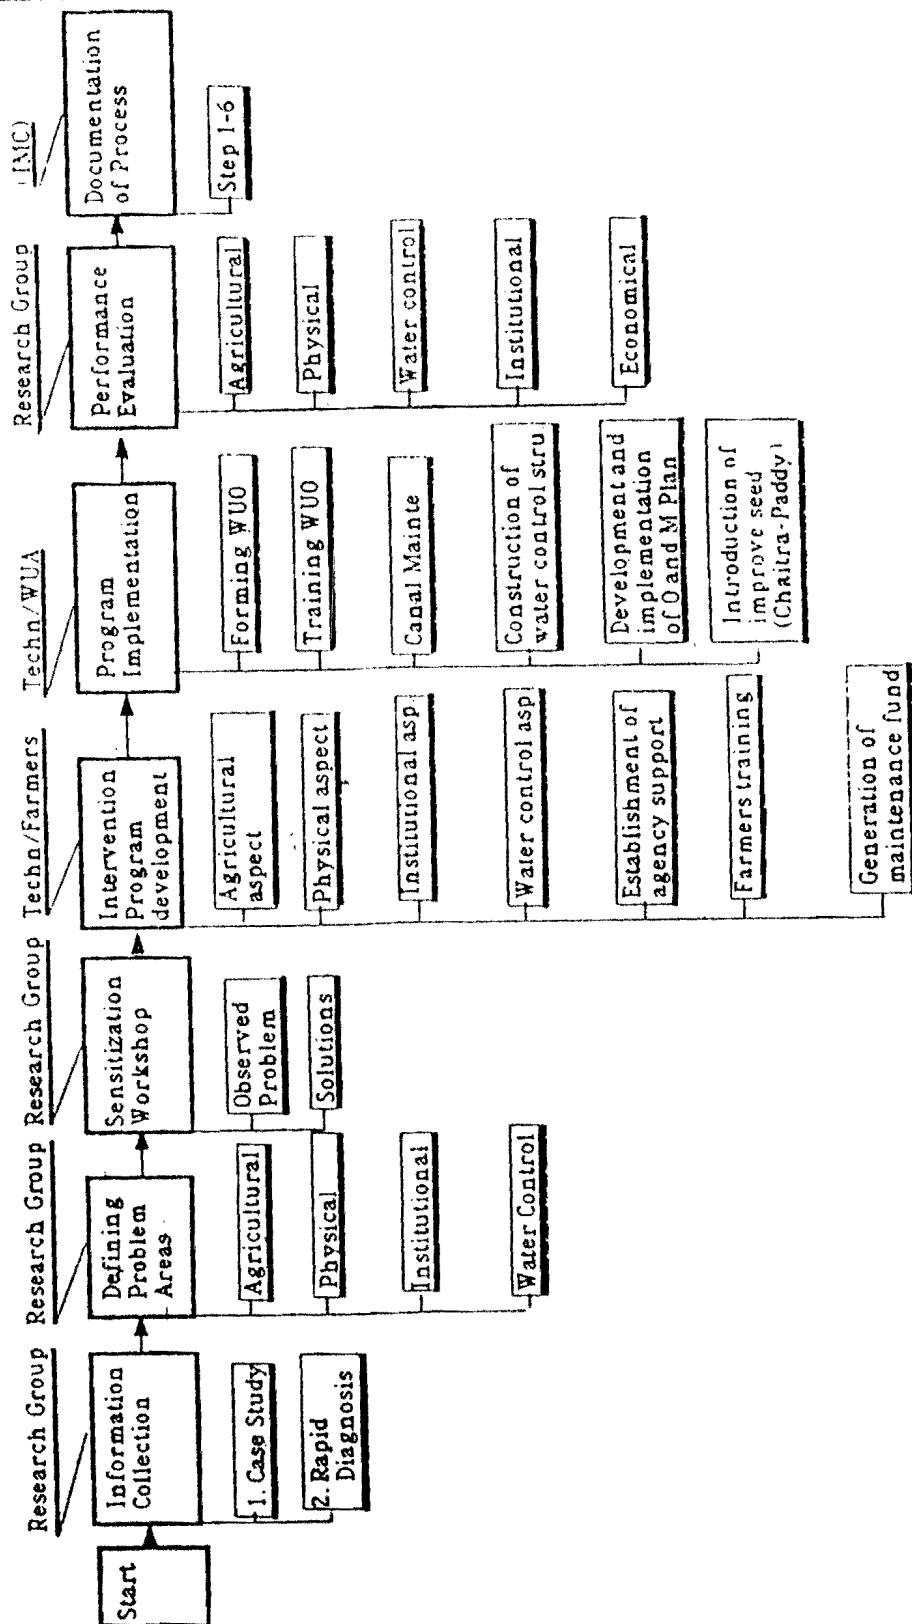 Start
Research Group
Information
Collection
1. Case Study
2. Rapid
Diagnosis
Research Group
Defining
Problem
Areas
Agricultural
Physical
Institutional
Water Control
Research Group
Sensitization
Workshop
Observed
Problem
Solutions
Techn/Farmers
Intervention
Program
development
Agricultural
aspect
Physical aspect
Institutional asp
Water control asp
Establishment of
agency support
Farmers training
Generation of
maintenance fund
Techn/WUA
Program
Implementation
Forming WUO
Training WUO
Canal Mainte
Construction of
water control stru
Development and
implementation
of O and M Plan
Introduction of
improve seed
(Chaitra-Paddy)
Research Group
Performance
Evaluation
Agricultural
Physical
Water control
Institutional
Economical
Documentation
of Process
Step 1-6